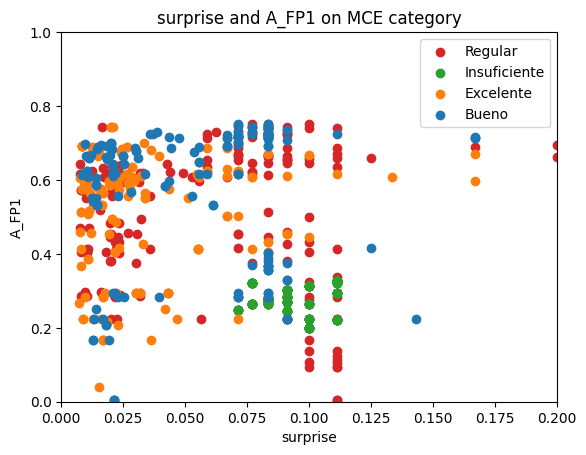 surprise and A_FP1 on MCE category
Regular
Insuficiente
Excelente
Bueno
1.0
0.8
0.6
0.4
0.2
0.0
A_FP1
0.000 0.025 0.050 0.075 0.100 0.125 0.150 0.175 0.200
surprise